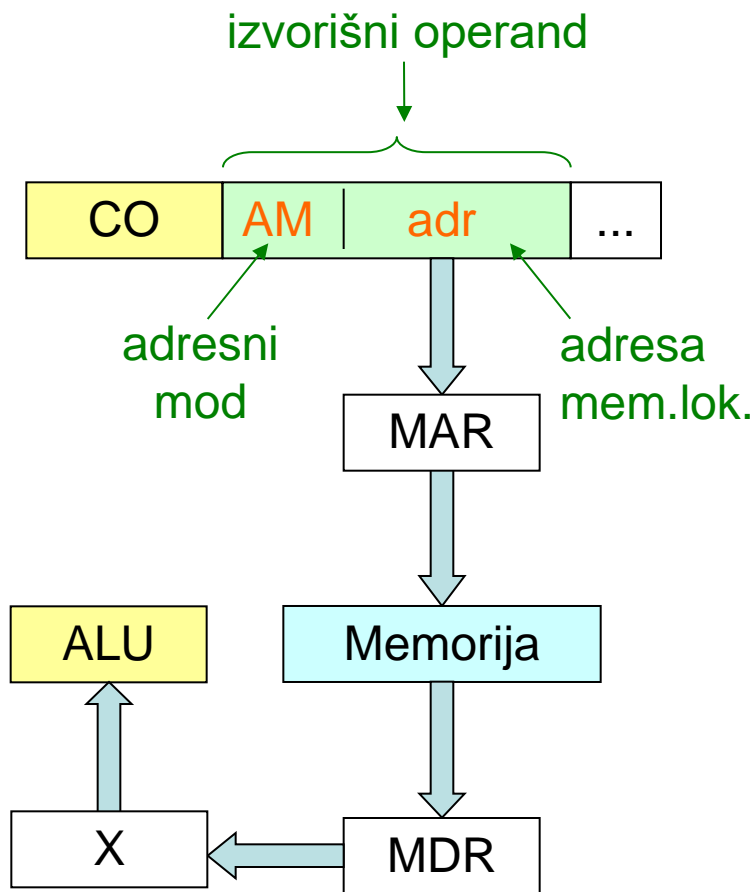 izvorišni operand
CO AM adr ...
adresni
mod
adresa
mem.lok.
MAR
ALU Memorija
X MDR